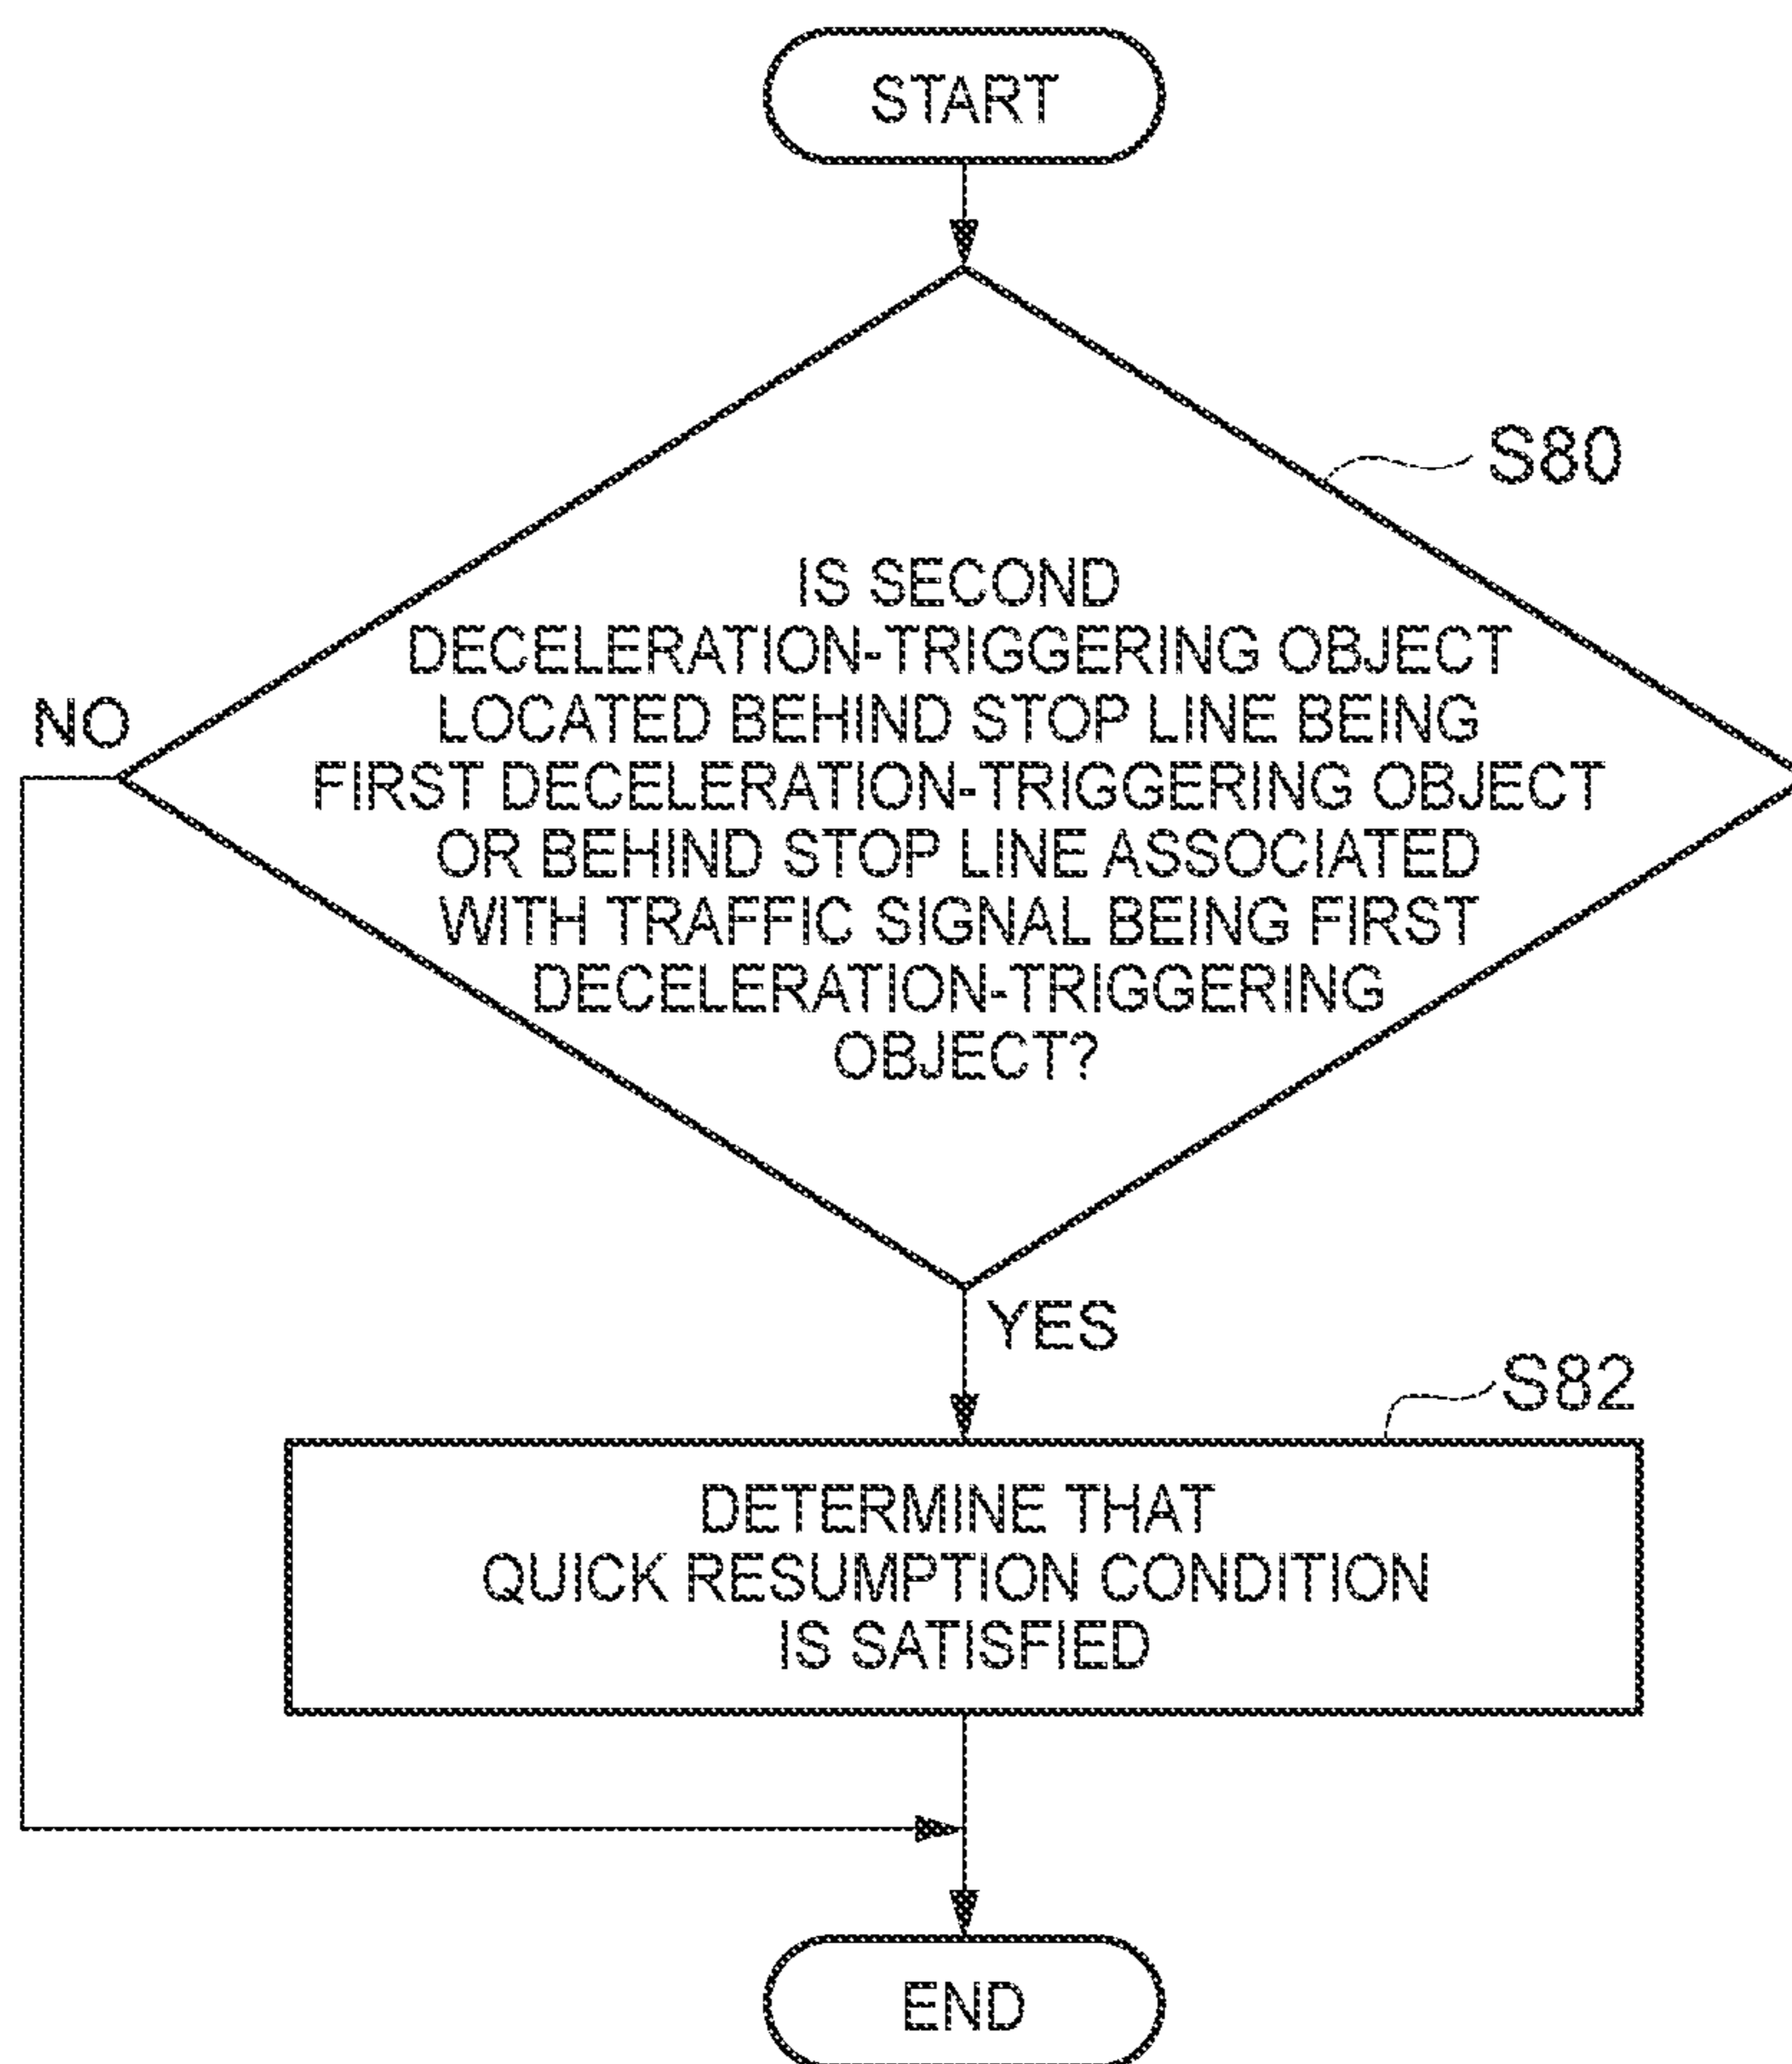 START
S80
IS SECOND
DECELERATION-TRIGGERING OBJECT
LOCATED BEHIND STOP LINE BEING
FIRST DECELERATION-TRIGGERING OBJECT
OR BEHIND STOP LINE ASSOCIATED
WITH TRAFFIC SIGNAL BEING FIRST
DECELERATION-TRIGGERING
OBJECT?
NO
YES
S82
DETERMINE THAT
QUICK RESUMPTION CONDITION
IS SATISFIED
END